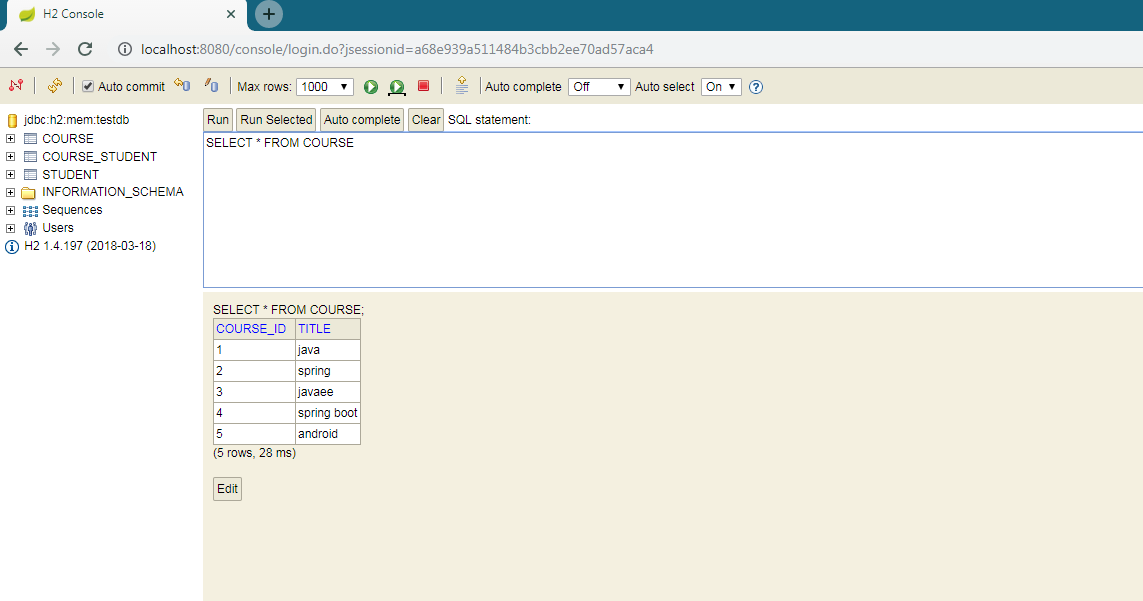 H2 Console
localhost:8080/console/login.do?jsessionid=a68e939a511484b3cbb2ee70ad57aca4
Auto commit Max rows: 1000 Auto complete Off Auto select On
jdbc:h2:mem:testdb
COURSE
COURSE_STUDENT
STUDENT
INFORMATION_SCHEMA
Sequences
Users
H2 1.4.197 (2018-03-18)
Run Run Selected Auto complete Clear SQL statement:
SELECT * FROM COURSE
SELECT * FROM COURSE;
COURSE_ID TITLE
1 java
2 spring
3 javaee
4 spring boot
5 android
(5 rows, 28 ms)
Edit